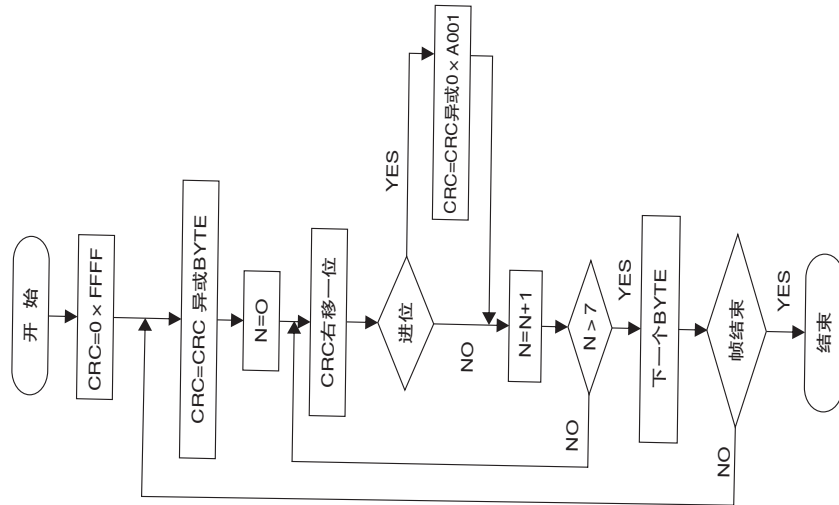 开 始
CRC=0×FFFF
CRC=CRC 异或BYTE
N=O
CRC右移一位
进位
YES
CRC=CRC异或0×A001
NO
N=N+1
N>7
NO
YES
下一个BYTE
帧结束
NO
YES
结束